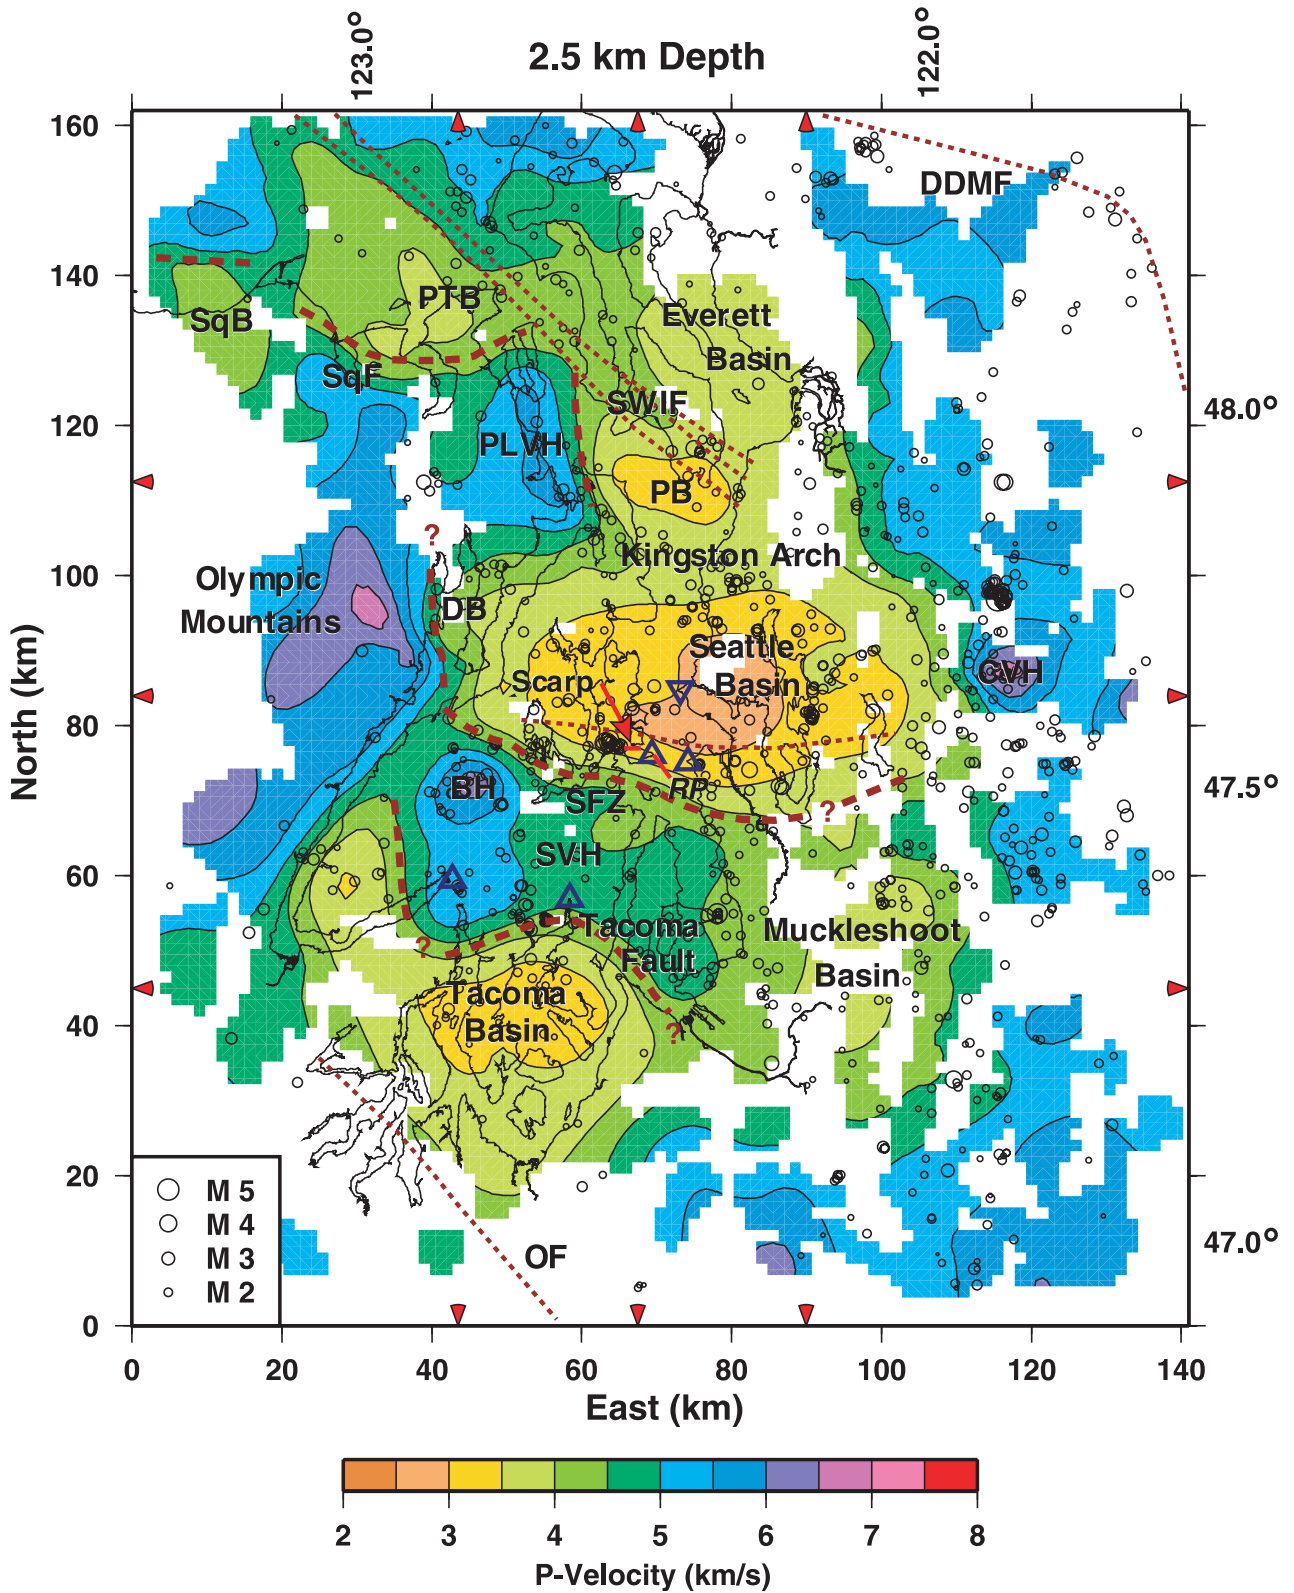 123.0°
2.5 km Depth
122.0°
160
DDMF
140
PTB
SqB
Everett
Basin
SqF
SWIF
48.0°
120
PLVH
PB
?
Kingston Arch
100
Olympic
Mountains
DB
Seattle
Basin
CVH
Scarp
North (km)
80
BH
RP
SFZ
?
47.5°
SVH
60
?
Tacoma
Fault
Muckleshoot
Basin
Tacoma
Basin
?
40
20
M 5
M 4
M 3
M 2
OF
47.0°
0
0 20 40 60 80 100 120 140
East (km)
2 3 4 5 6 7 8
P-Velocity (km/s)